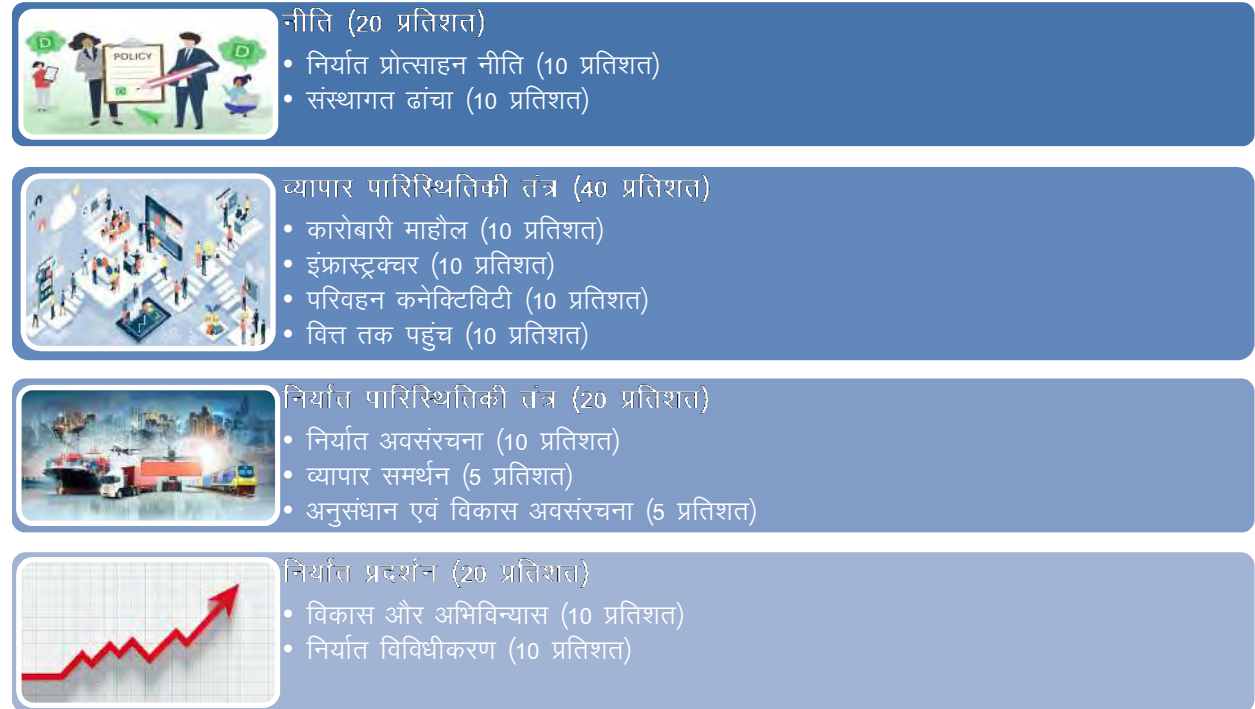 नीति (20 प्रतिशत)
D
POLICY
D
• निर्यात प्रोत्साहन नीति (10 प्रतिशत)
• संस्थागत ढांचा (10 प्रतिशत)
व्यापार पारिस्थितिकी तंत्र (40 प्रतिशत)
• कारोबारी माहौल (10 प्रतिशत)
• इंफ्रास्ट्रक्चर (10 प्रतिशत)
• परिवहन कनेक्टिविटी (10 प्रतिशत)
• वित्त तक पहुंच (10 प्रतिशत)
निर्यात पारिस्थितिकी तंत्र (20 प्रतिशत)
• निर्यात अवसंरचना (10 प्रतिशत)
• व्यापार समर्थन (5 प्रतिशत)
• अनुसंधान एवं विकास अवसंरचना (5 प्रतिशत)
निर्यात प्रदर्शन (20 प्रतिशत)
• विकास और अभिविन्यास (10 प्रतिशत)
• निर्यात विविधीकरण (10 प्रतिशत)